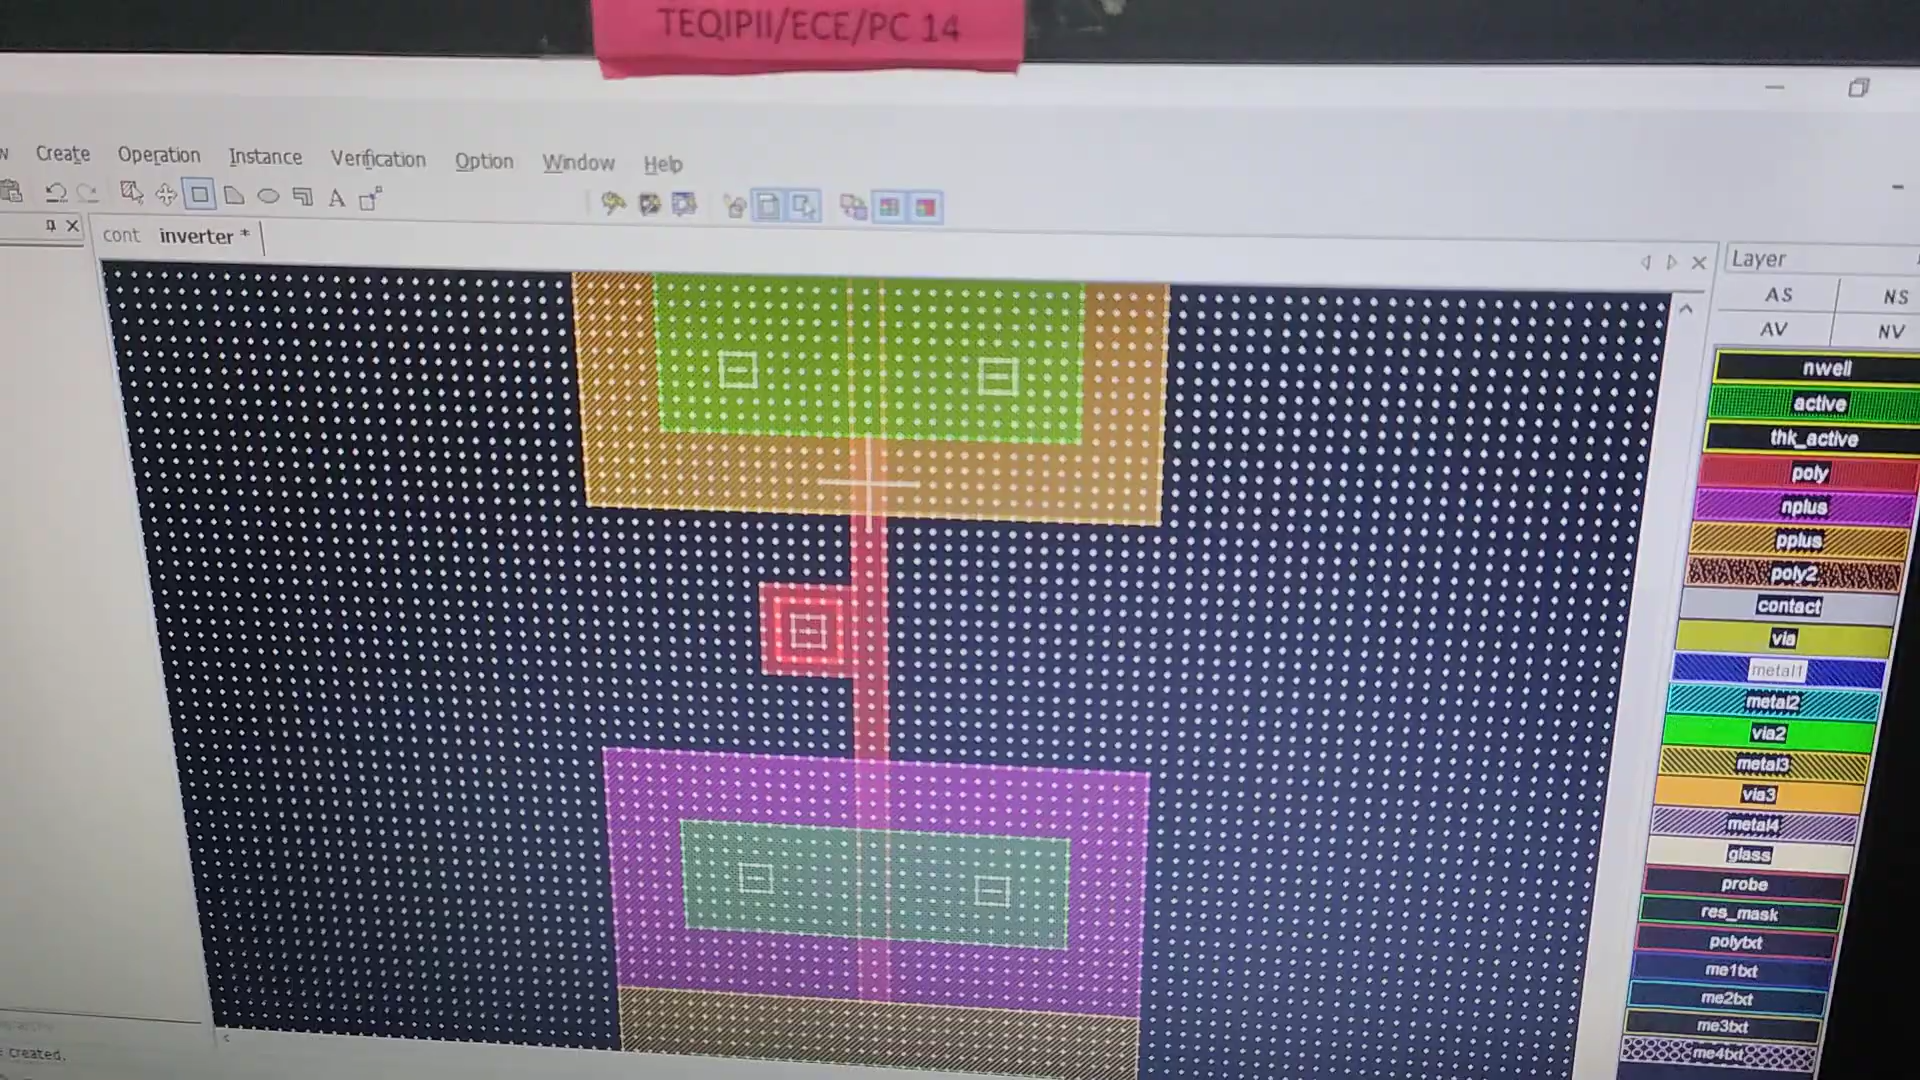 TEQIPII/ECE/PC 14
Create Operation Instance Verification Option Window Help
A
cont inverter *
Layer
AS NS
AV NV
nwell
active
thk_active
poly
nplus
pplus
poly2
contact
via
metal1
metal2
via2
metal3
via3
metal4
glass
probe
res_mask
polytxt
me1txt
me2txt
me3txt
me4txt
created.